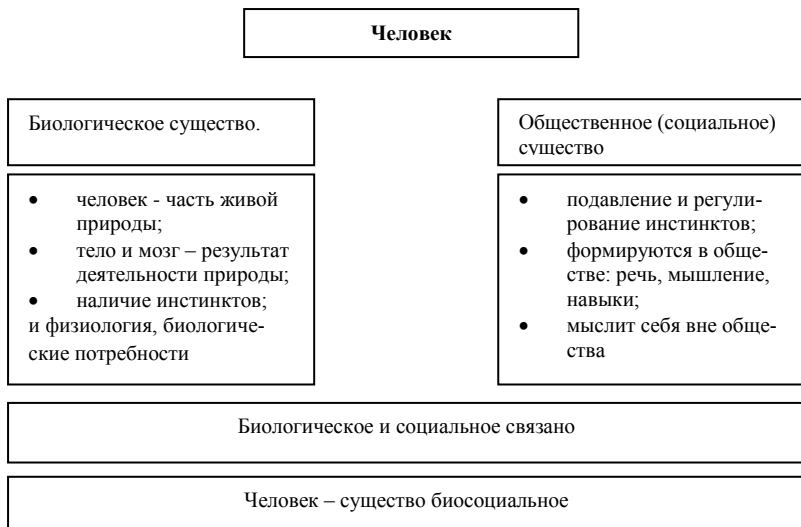 Человек
Биологическое существо.
Общественное (социальное)
существо
• человек - часть живой
природы;
• тело и мозг – результат
деятельности природы;
• наличие инстинктов;
и физиология, биологиче-
ские потребности
• подавление и регули-
рование инстинктов;
• формируются в обще-
стве: речь, мышление,
навыки;
• мыслит себя вне обще-
ства
Биологическое и социальное связано
Человек – существо биосоциальное